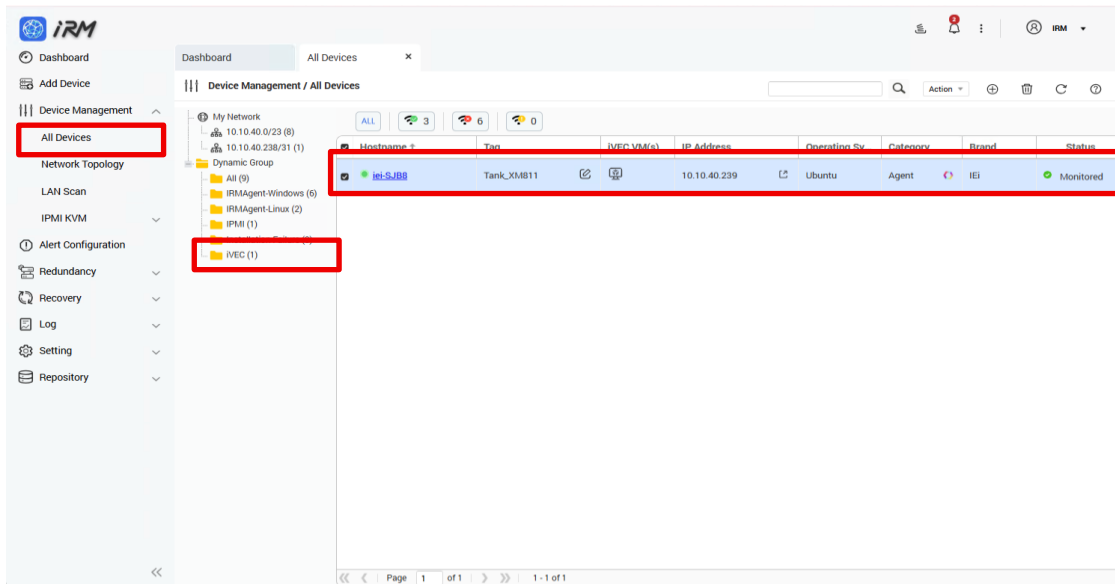 iRM
2
IRM
Dashboard
Add Device
Device Management
All Devices
Network Topology
LAN Scan
IPMI KVM
Alert Configuration
Redundancy
Recovery
Log
Setting
Repository
Dashboard
All Devices
Device Management / All Devices
Action
My Network
10.10.40.0/23 (8)
10.10.40.238/31 (1)
Dynamic Group
All (9)
IRMAgent-Windows (6)
IRMAgent-Linux (2)
IPMI (1)
iVEC (1)
ALL 3 6 0
Hostname ↑ Tag iVEC VM(s) IP Address Operating Sy Category Brand Status
iei-SJB8 Tank_XM811 10.10.40.239 Ubuntu Agent IEi Monitored
Page 1 of 1 1 - 1 of 1